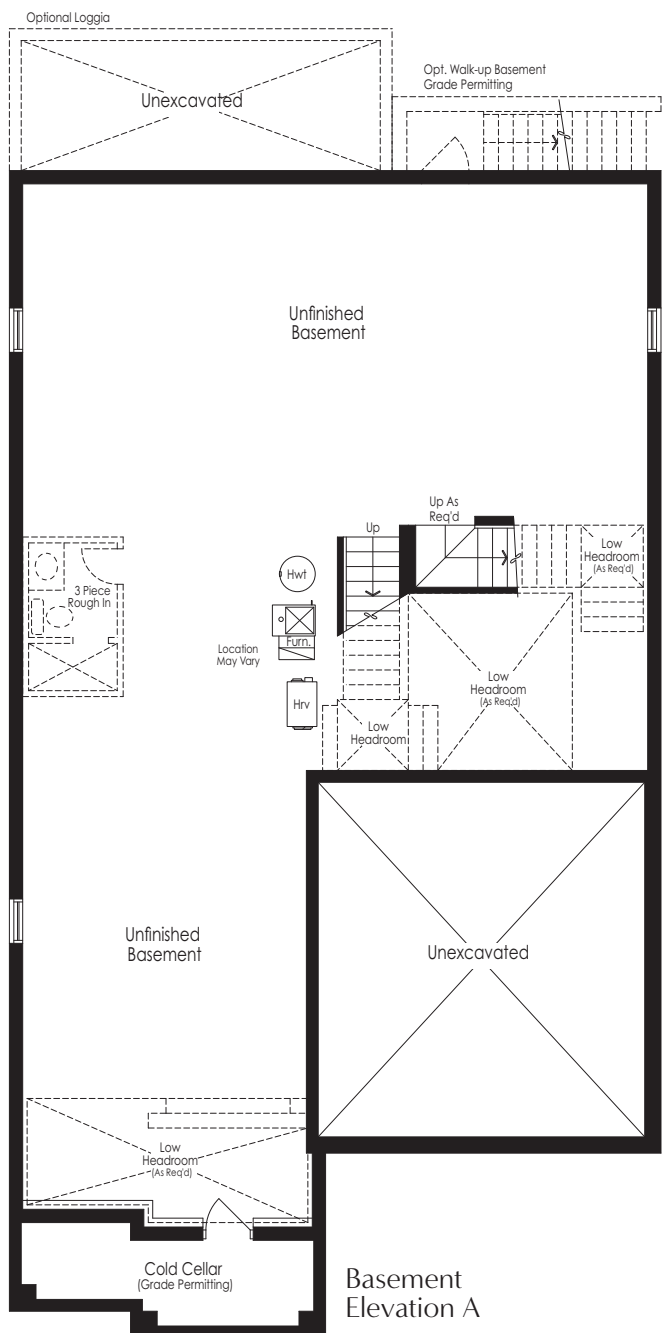 Optional Loggia
Unexcavated
Opt. Walk-up Basement
Grade Permitting
Unfinished
Basement
Up
Up As
Req'd
Low
Headroom
(As Req'd)
Hwt
3 Piece
Rough In
Furn.
Location
May Vary
Low
Headroom
(As Req'd)
Hrv
Low
Headroom
Unfinished
Basement
Unexcavated
Low
Headroom
(As Req'd)
Cold Cellar
(Grade Permitting)
Basement
Elevation A